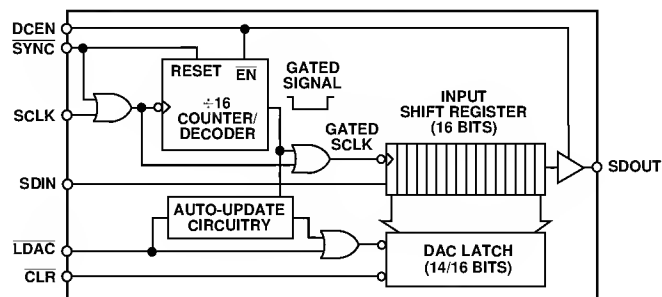 DCEN
SYNC
SCLK
SDIN
LDAC
CLR
RESET EN
÷16
COUNTER/
DECODER
GATED
SIGNAL
GATED
SCLK
INPUT
SHIFT REGISTER
(16 BITS)
SDOUT
AUTO-UPDATE
CIRCUITRY
DAC LATCH
(14/16 BITS)